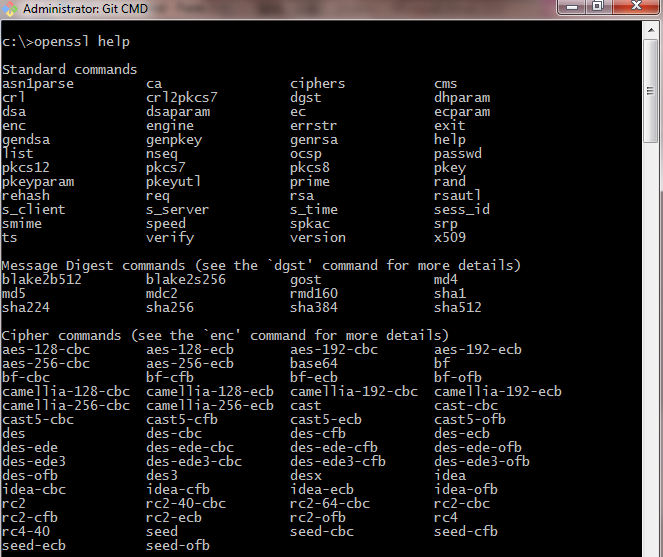 Administrator: Git CMD
c:\>openssl help
Standard commands
asn1parse ca ciphers cms
crl crl2pkcs7 dgst dhparam
dsa dsaparam ec ecparam
enc engine errstr exit
gendsa genpkey genrsa help
list nseq ocsp passwd
pkcs12 pkcs7 pkcs8 pkey
pkeyparam pkeyutl prime rand
rehash req rsa rsautl
s_client s_server s_time sess_id
smime speed spkac srp
ts verify version x509
Message Digest commands (see the `dgst' command for more details)
blake2b512 blake2s256 gost md4
md5 mdc2 rmd160 sha1
sha224 sha256 sha384 sha512
Cipher commands (see the `enc' command for more details)
aes-128-cbc aes-128-ecb aes-192-cbc aes-192-ecb
aes-256-cbc aes-256-ecb base64 bf
bf-cbc bf-cfb bf-ecb bf-ofb
camellia-128-cbc camellia-128-ecb camellia-192-cbc camellia-192-ecb
camellia-256-cbc camellia-256-ecb cast cast-cbc
cast5-cbc cast5-cfb cast5-ecb cast5-ofb
des des-cbc des-cfb des-ecb
des-ede des-ede-cbc des-ede-cfb des-ede-ofb
des-ede3 des-ede3-cbc des-ede3-cfb des-ede3-ofb
des-ofb des3 desx idea
idea-cbc idea-cfb idea-ecb idea-ofb
rc2 rc2-40-cbc rc2-64-cbc rc2-cbc
rc2-cfb rc2-ecb rc2-ofb rc4
rc4-40 seed seed-cbc seed-cfb
seed-ecb seed-ofb